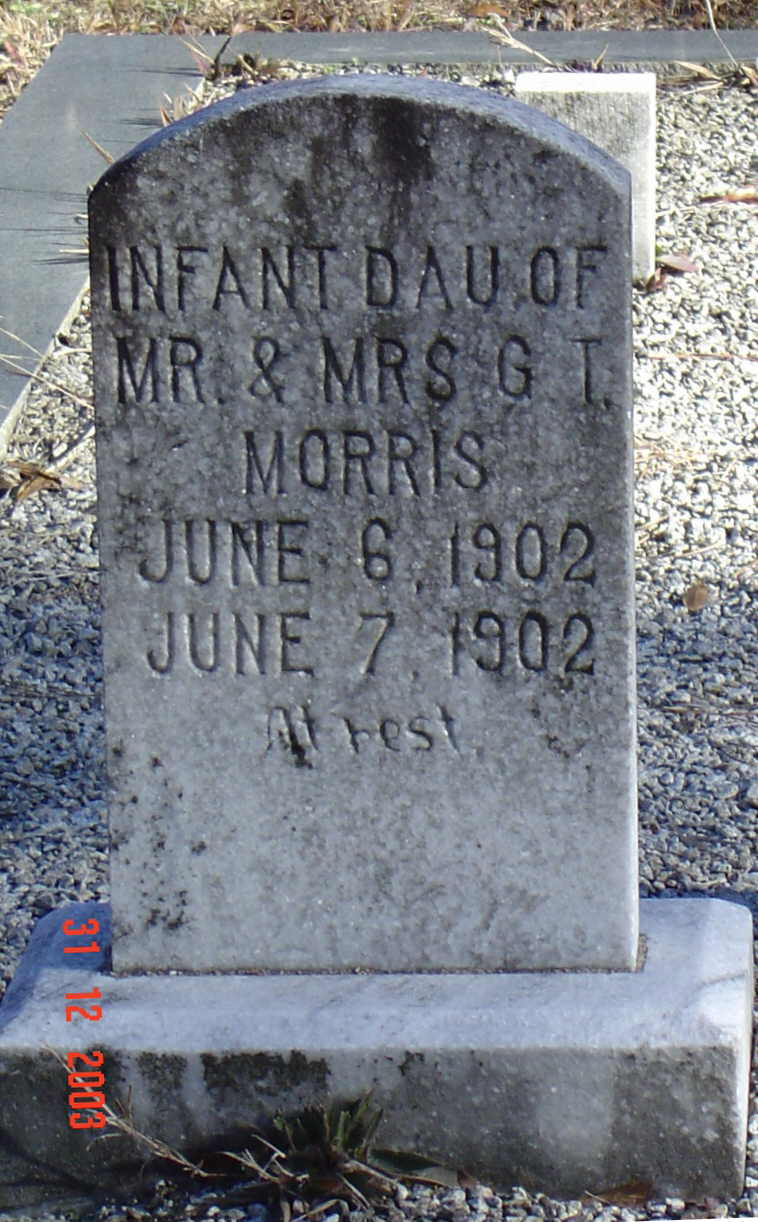 INFANT DAU. OF
MR. & MRS G T.
MORRIS
JUNE 6, 1902
JUNE 7, 1902
At rest.
31 12 2003